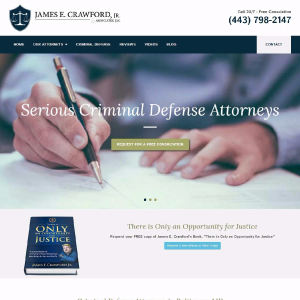 JAMES E. CRAWFORD, JR.
Call 24/7 - Free Consultation
(443) 798-2147
HOME
OUR ATTORNEYS
CRIMINAL DEFENSE
REVIEWS
VIDEOS
BLOG
CONTACT
Serious Criminal Defense Attorneys
REQUEST FOR A FREE CONSULTATION
There is Only an Opportunity for Justice
Request your FREE copy of James E. Crawford's Book, "There is Only an Opportunity for Justice"
ONLY
JUSTICE
JAMES E. CRAWFORD, JR.